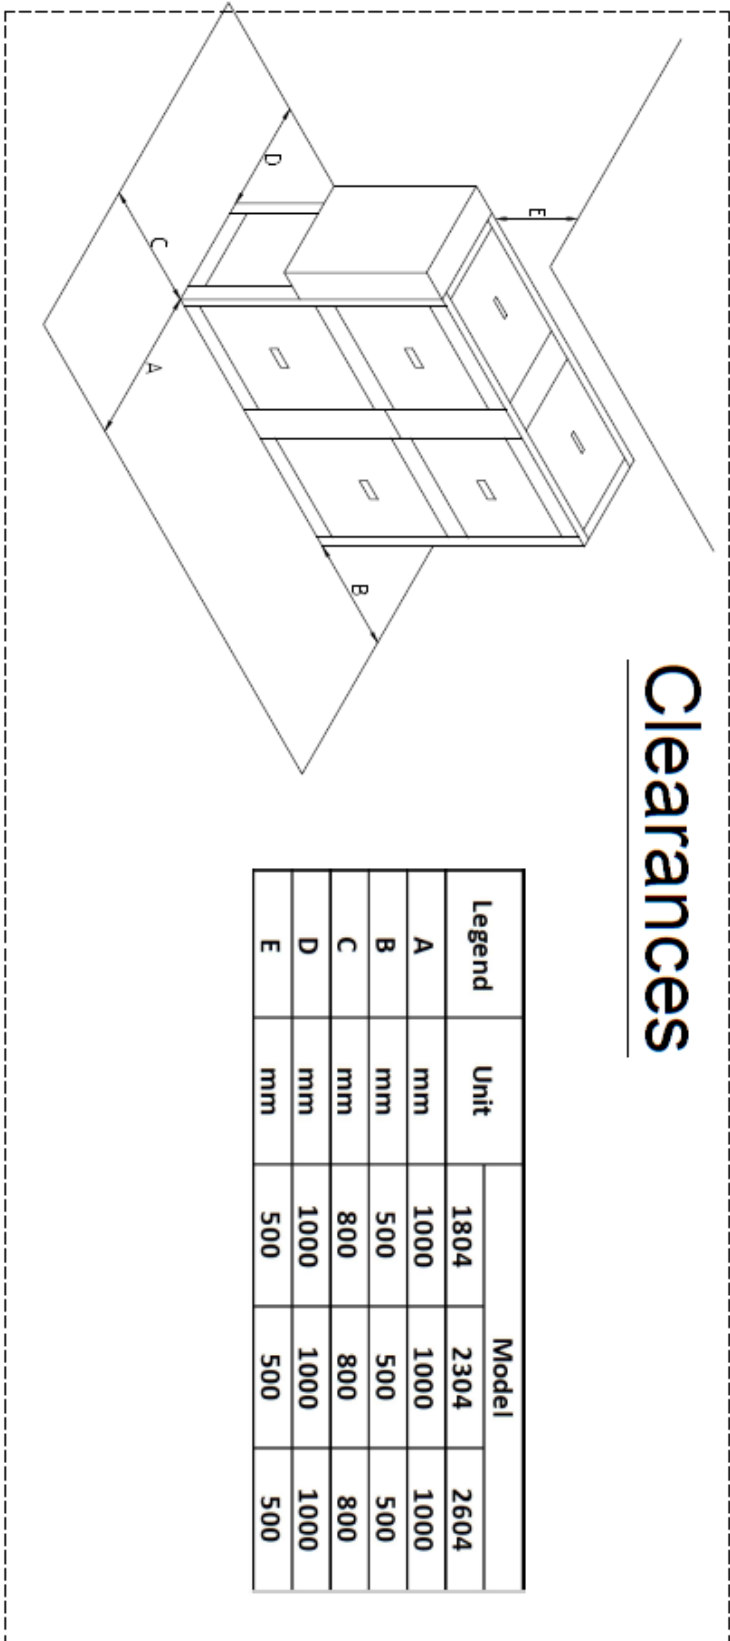 Clearances
E
D
C
A
B
Legend Unit Model
1804 2304 2604
A mm 1000 1000 1000
B mm 500 500 500
C mm 800 800 800
D mm 1000 1000 1000
E mm 500 500 500